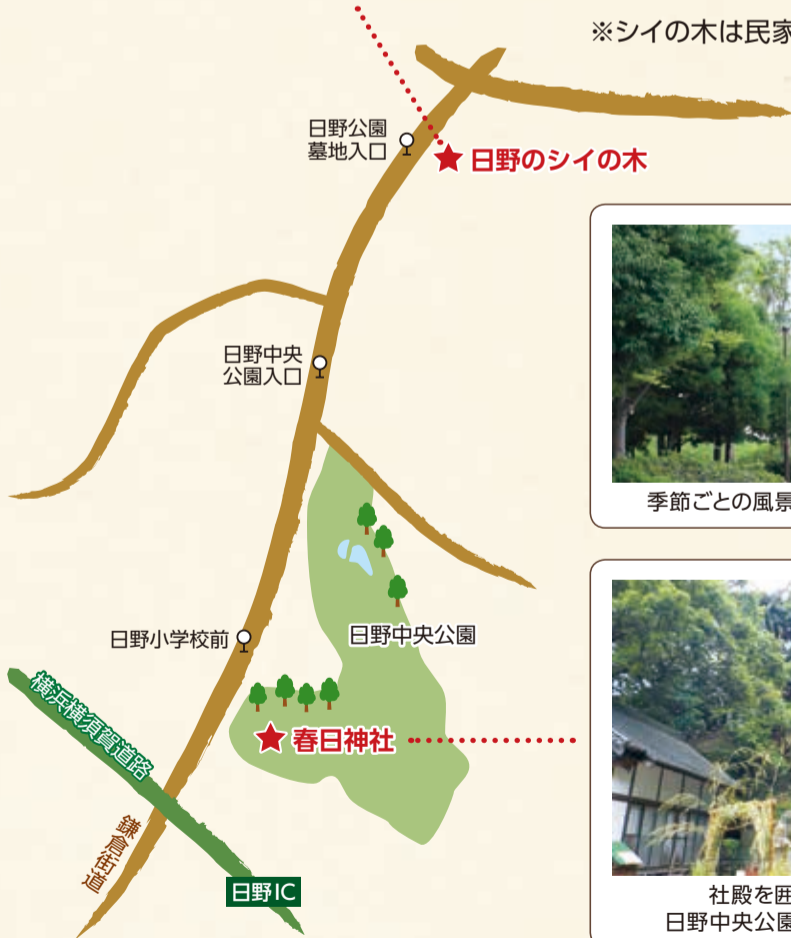 ※シイの木は民家
日野公園
墓地入口
日野のシイの木
日野中央
公園入口
季節ごとの風景
日野小学校前
日野中央公園
横浜横須賀道路
春日神社
鎌倉街道
日野IC
社殿を囲
日野中央公園